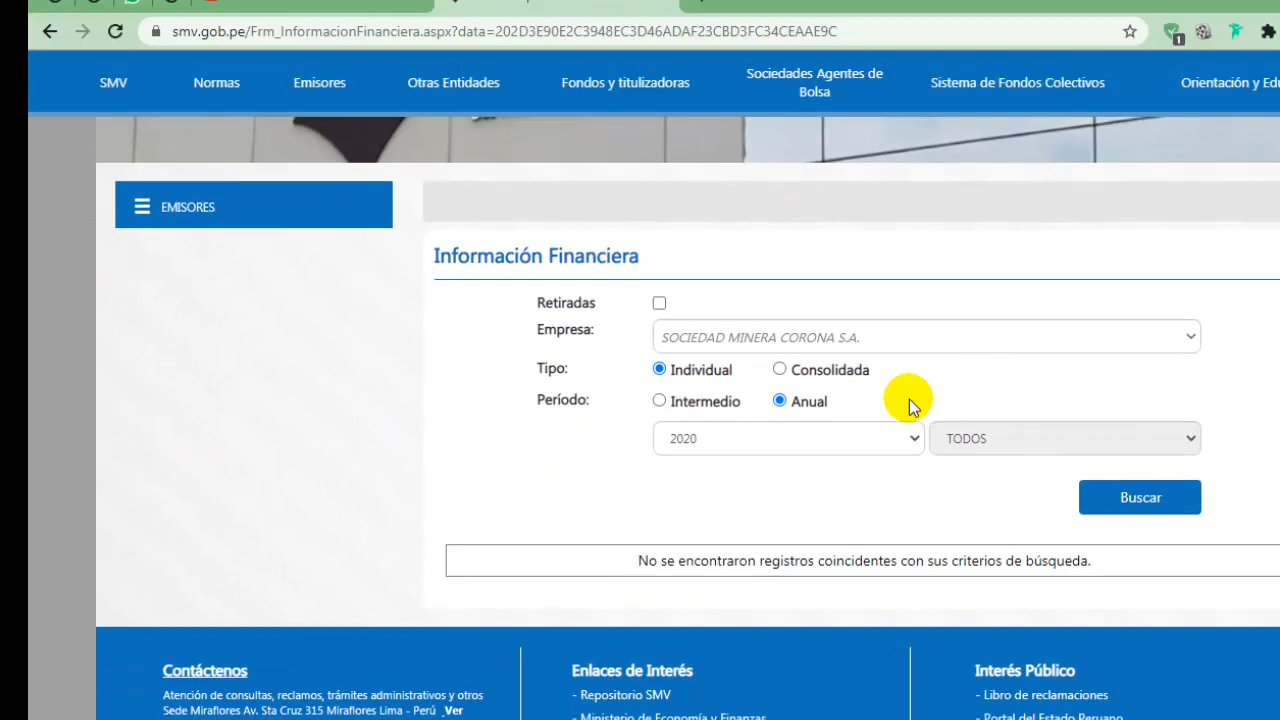 smv.gob.pe/Frm_InformacionFinanciera.aspx?data=202D3E90E2C3948EC3D46ADAF23CBD3FC34CEAAE9C
1
SMV
Normas
Emisores
Otras Entidades
Fondos y titulizadoras
Sociedades Agentes de
Bolsa
Sistema de Fondos Colectivos
Orientación y Edu
EMISORES
Información Financiera
Retiradas
Empresa:
SOCIEDAD MINERA CORONA S.A.
Tipo:
Individual
Consolidada
Período:
Intermedio
Anual
2020
TODOS
Buscar
No se encontraron registros coincidentes con sus criterios de búsqueda.
Contáctenos
Atención de consultas, reclamos, trámites administrativos y otros
Sede Miraflores Av. Sta Cruz 315 Miraflores Lima - Perú  Ver
Enlaces de Interés
- Repositorio SMV
- Ministerio de Economía y Finanzas
Interés Público
- Libro de reclamaciones
- Portal del Estado Peruano